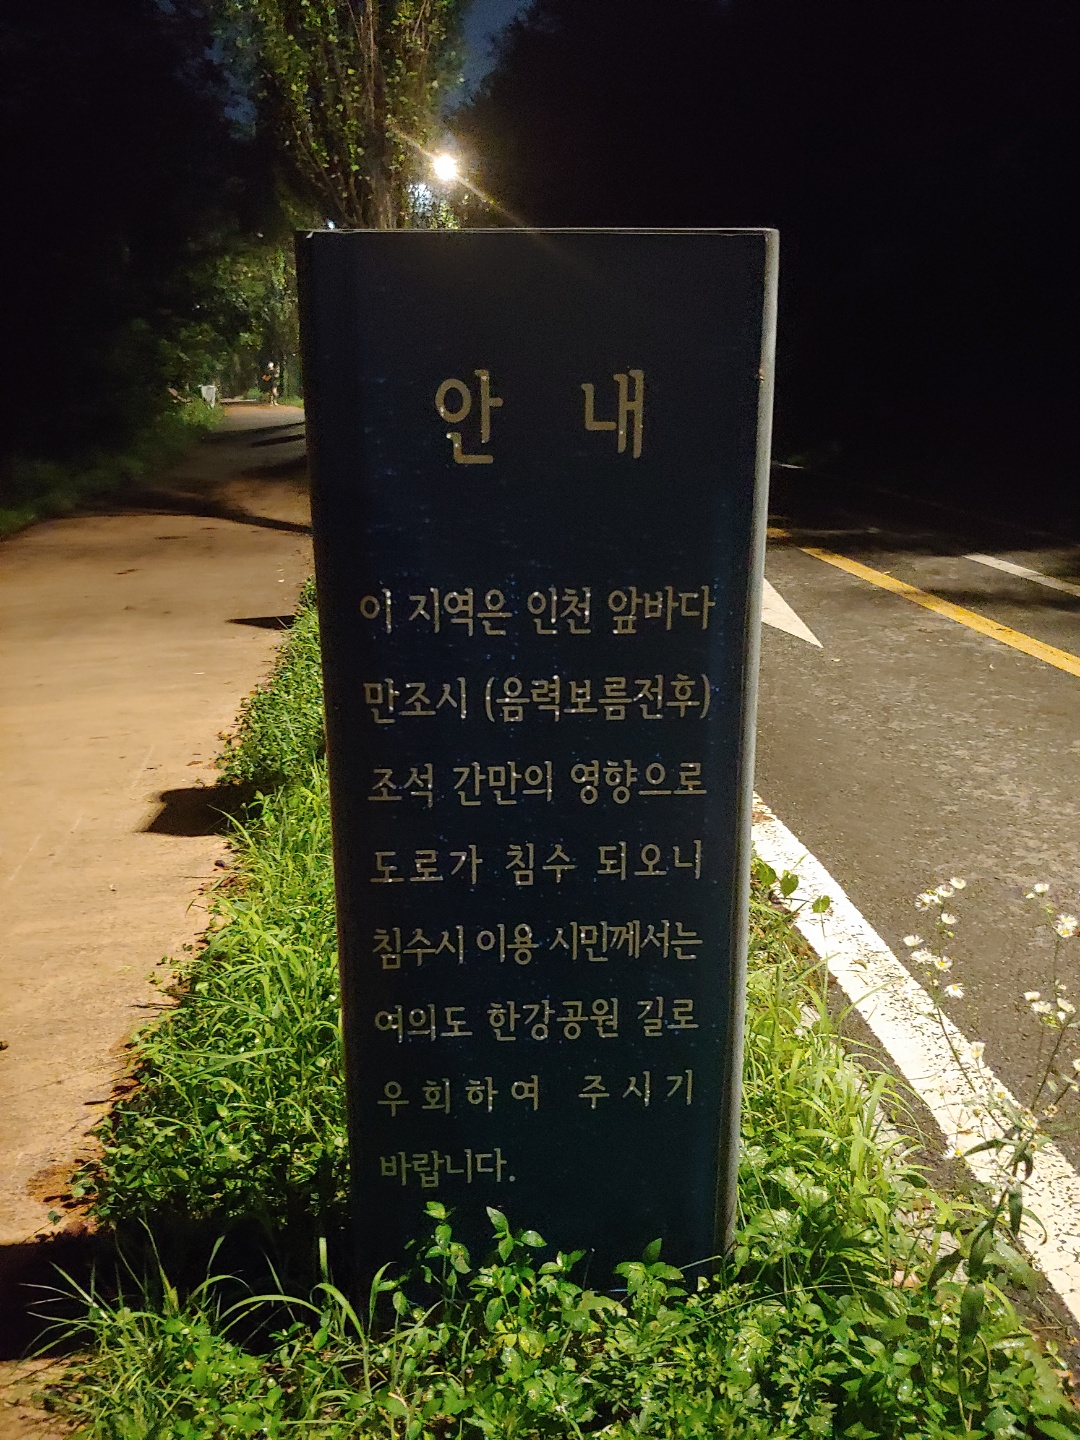 안 내
이 지역은 인천 앞바다
만조시 (음력보름전후)
조석 간만의 영향으로
도로가 침수 되오니
침수시 이용 시민께서는
여의도 한강공원 길로
우회하여 주시기
바랍니다.